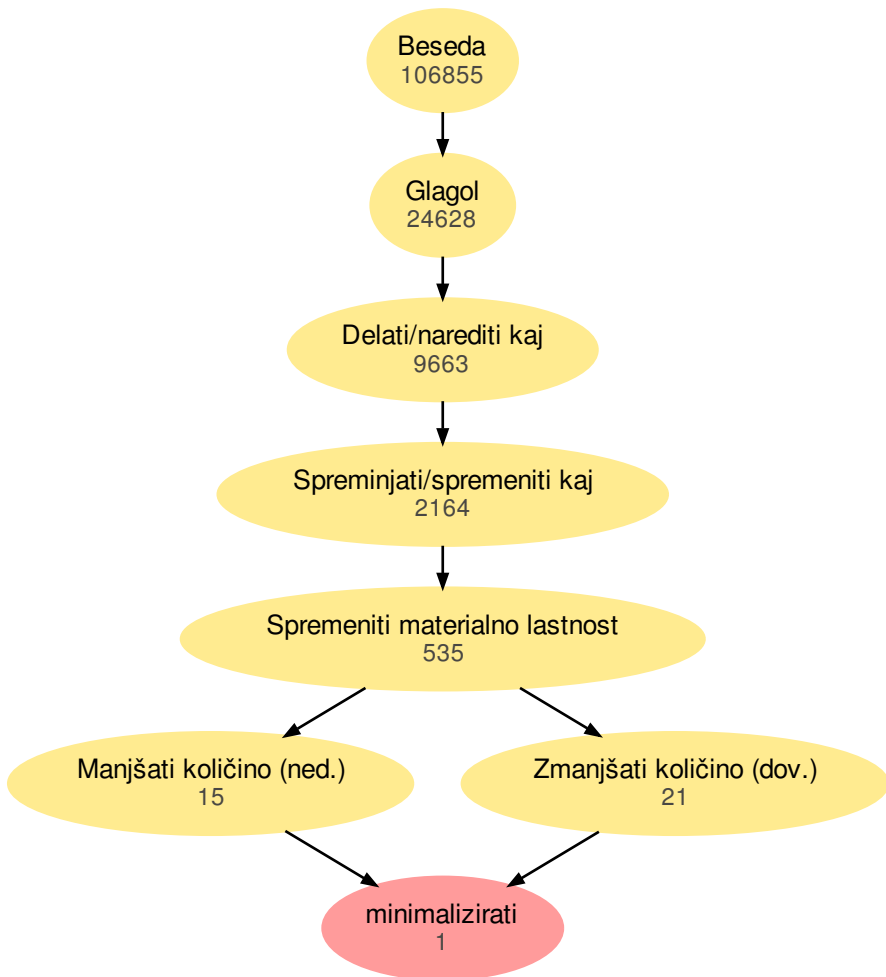 Beseda
106855
Glagol
24628
Delati/narediti kaj
9663
Spreminjati/spremeniti kaj
2164
Spremeniti materialno lastnost
535
Manjšati količino (ned.)
15
Zmanjšati količino (dov.)
21
minimalizirati
1